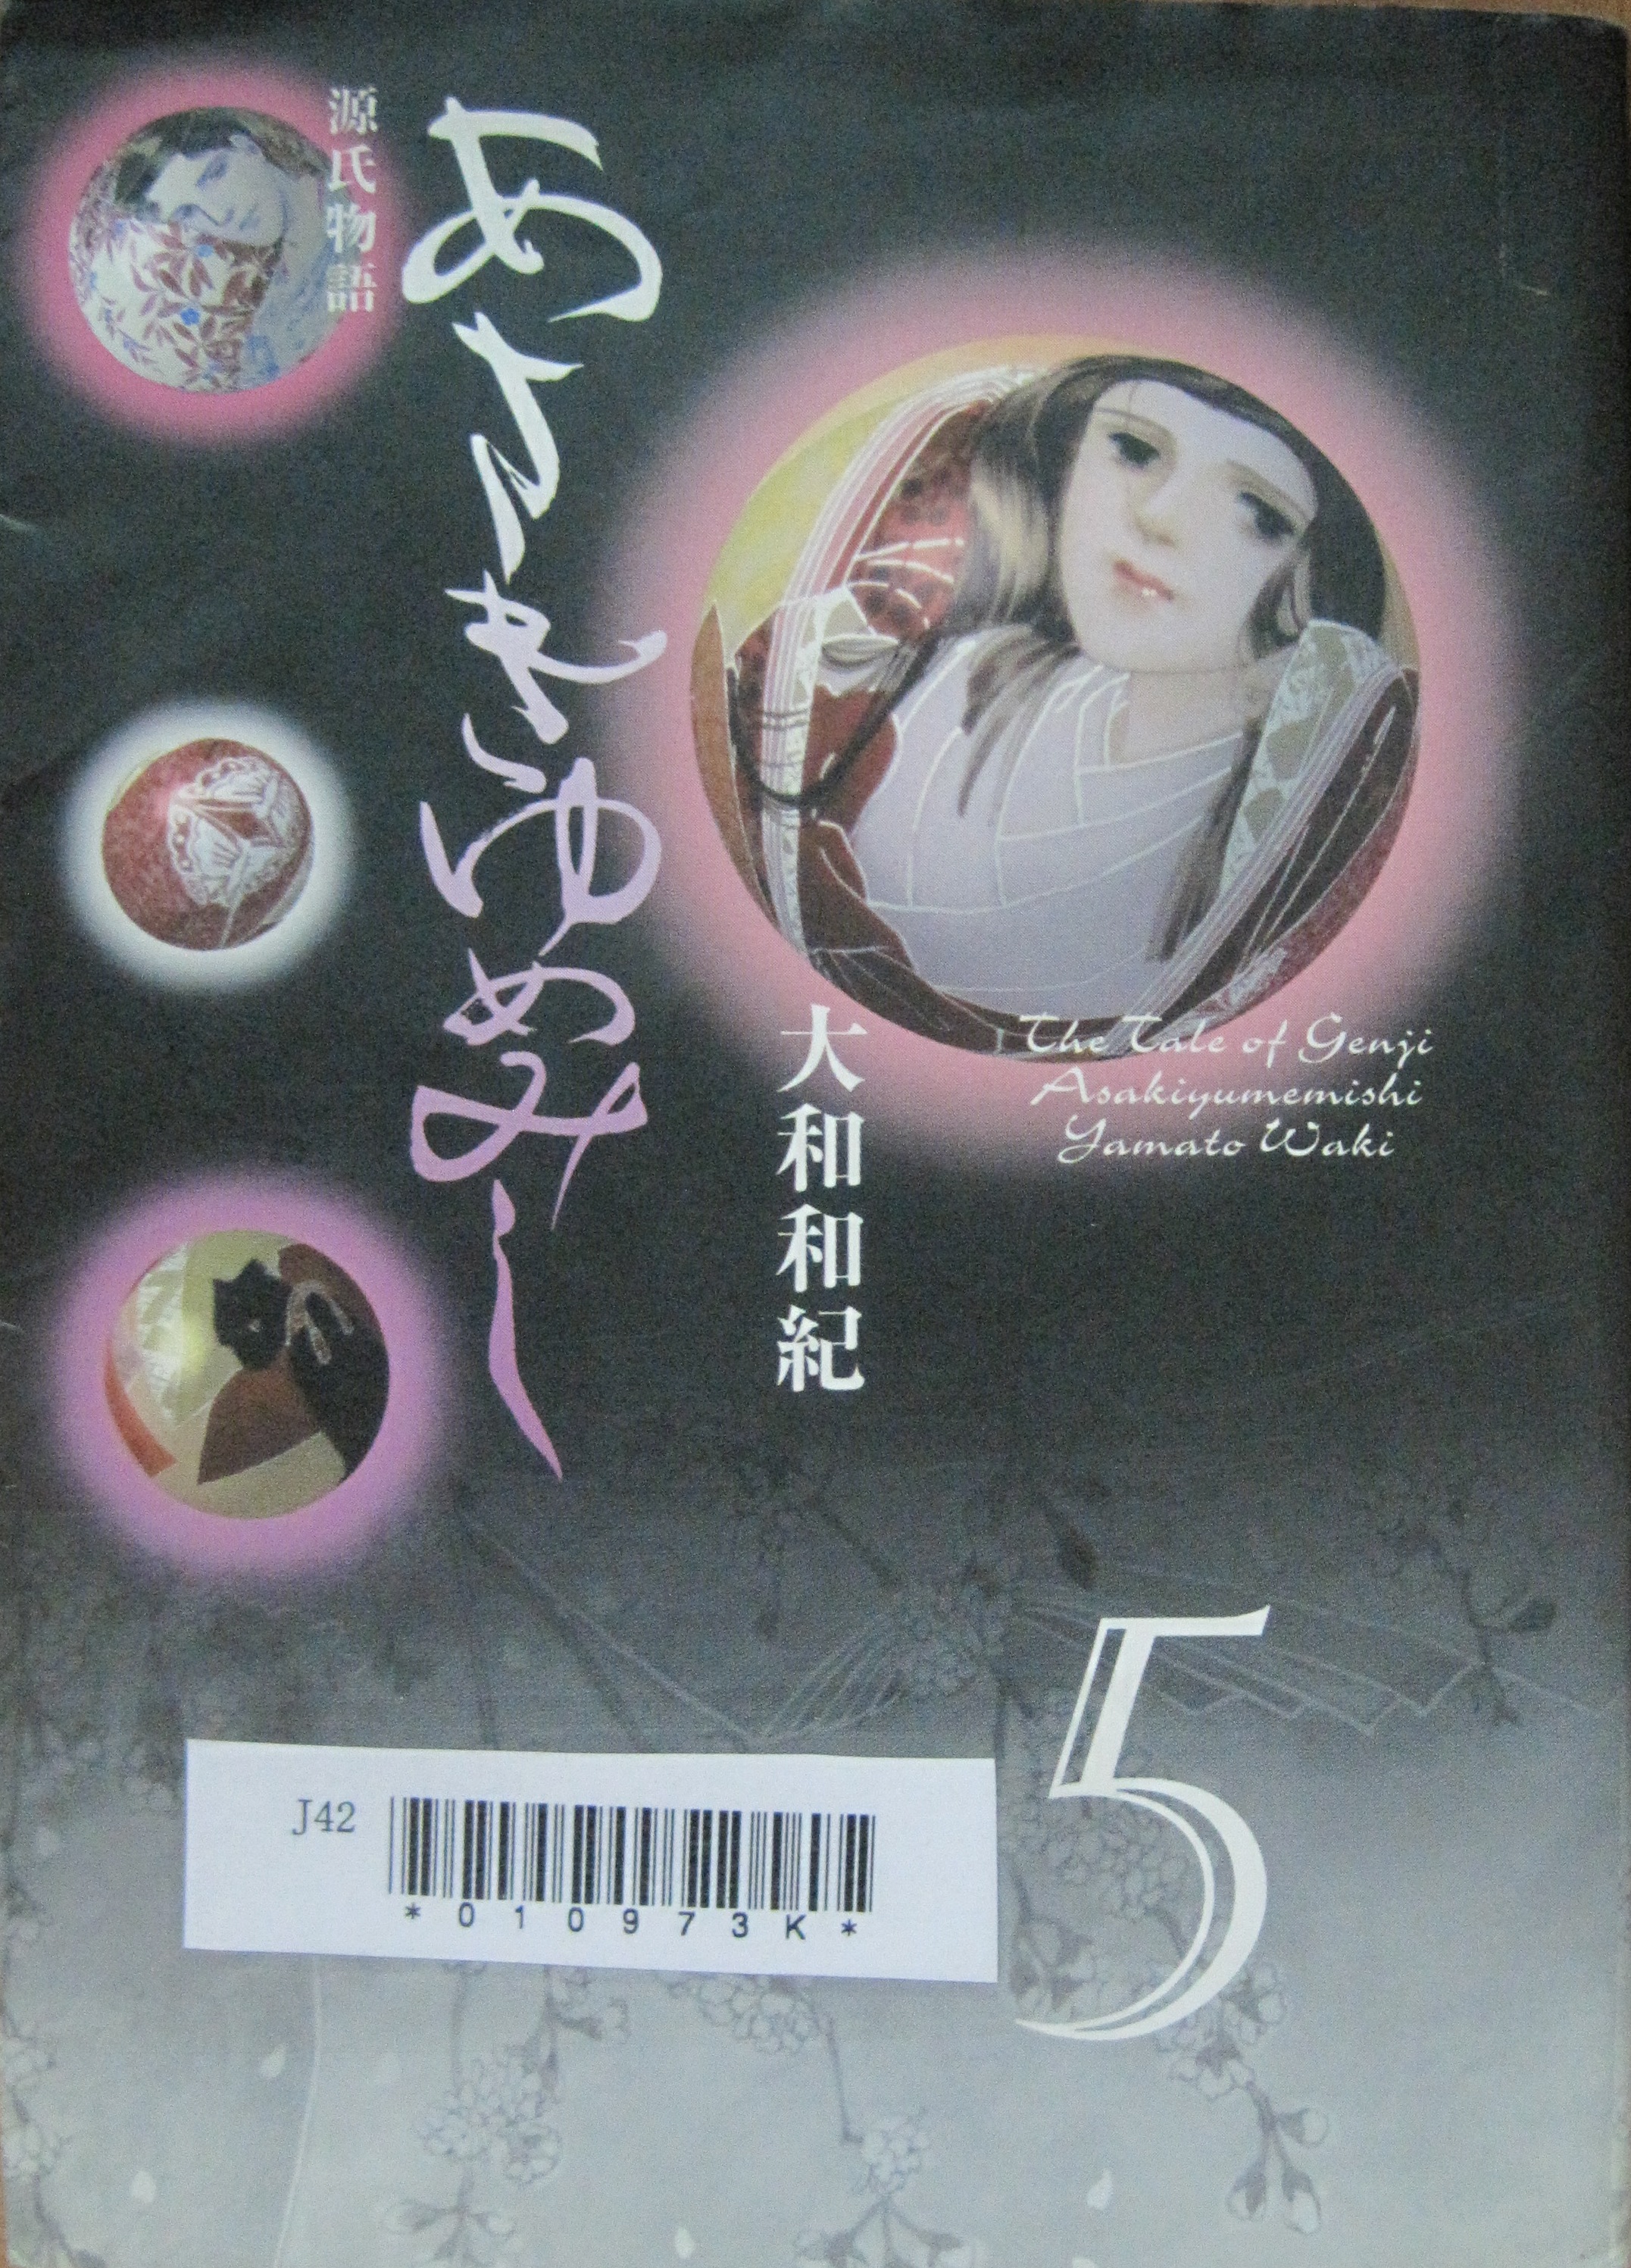 源氏物語
あさきゆめみし
大和和紀
The Tale of Genji
Asakiyumemishi
Yamato Waki
5
J42
*010973K*